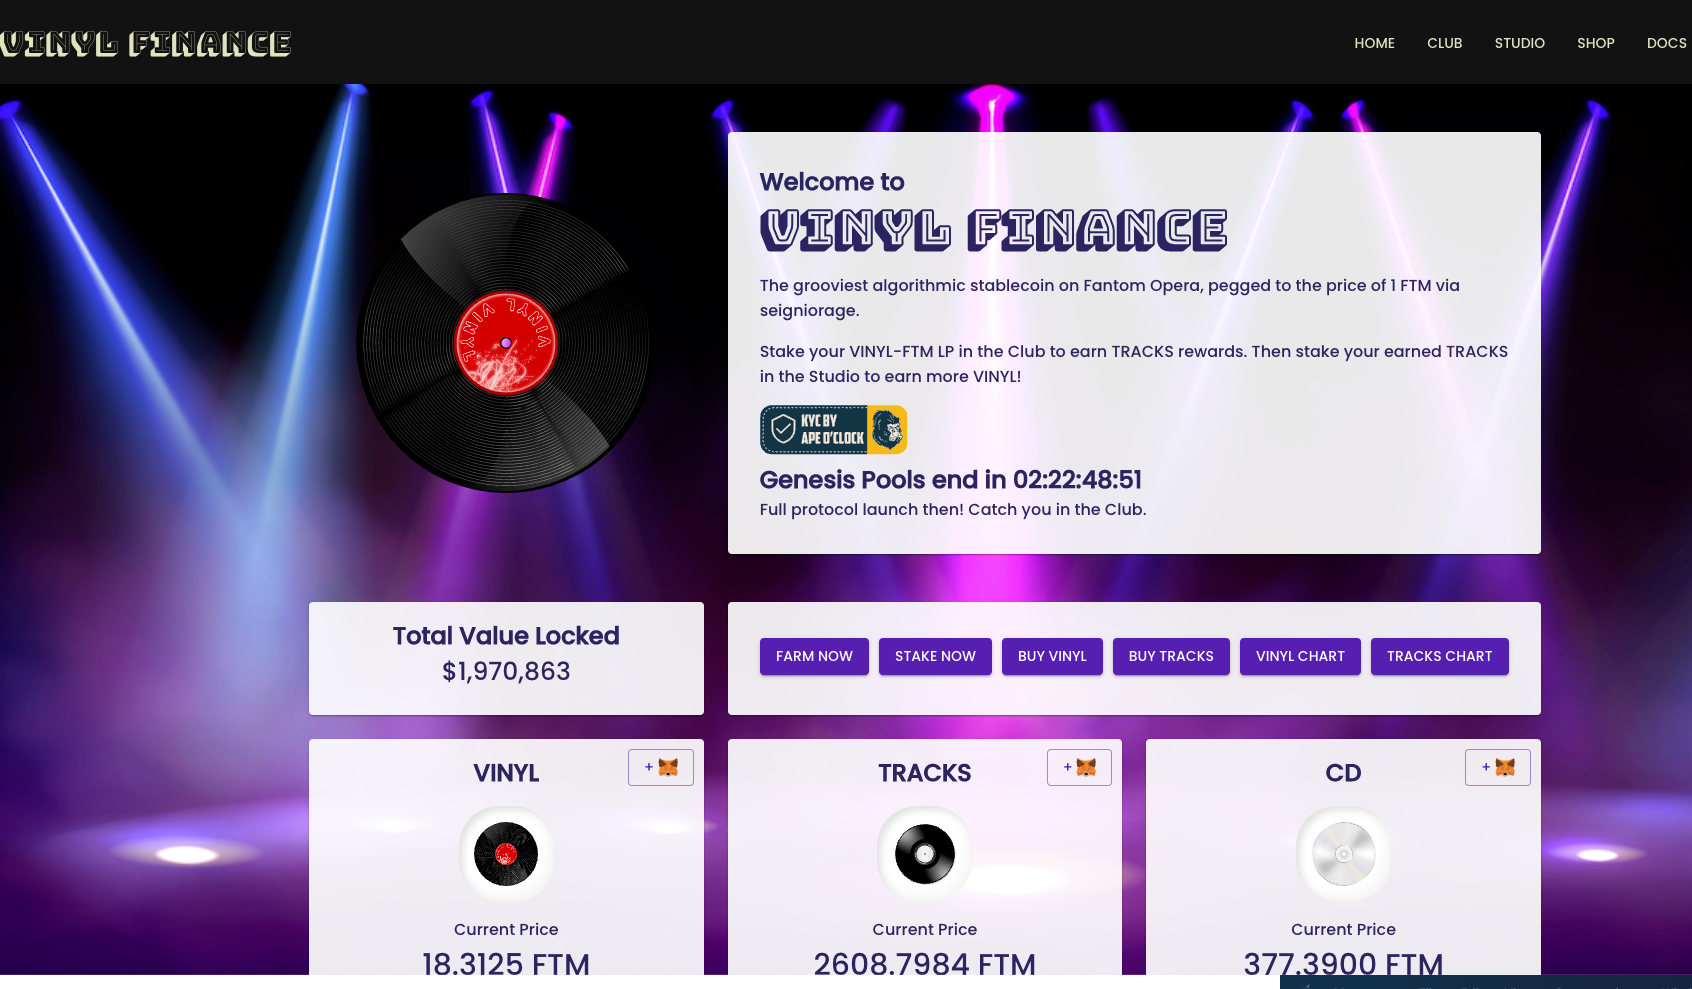 VINYL FINANCE
HOME CLUB STUDIO SHOP DOCS
VINYL VINYL
Welcome to
VINYL FINANCE
The grooviest algorithmic stablecoin on Fantom Opera, pegged to the price of 1 FTM via
seigniorage.
Stake your VINYL-FTM LP in the Club to earn TRACKS rewards. Then stake your earned TRACKS
in the Studio to earn more VINYL!
KYC BY
APE O'CLOCK
Genesis Pools end in 02:22:48:51
Full protocol launch then! Catch you in the Club.
Total Value Locked
$1,970,863
FARM NOW STAKE NOW BUY VINYL BUY TRACKS VINYL CHART TRACKS CHART
VINYL
+
Current Price
18.3125 FTM
TRACKS
+
Current Price
2608.7984 FTM
CD
+
Current Price
377.3900 FTM